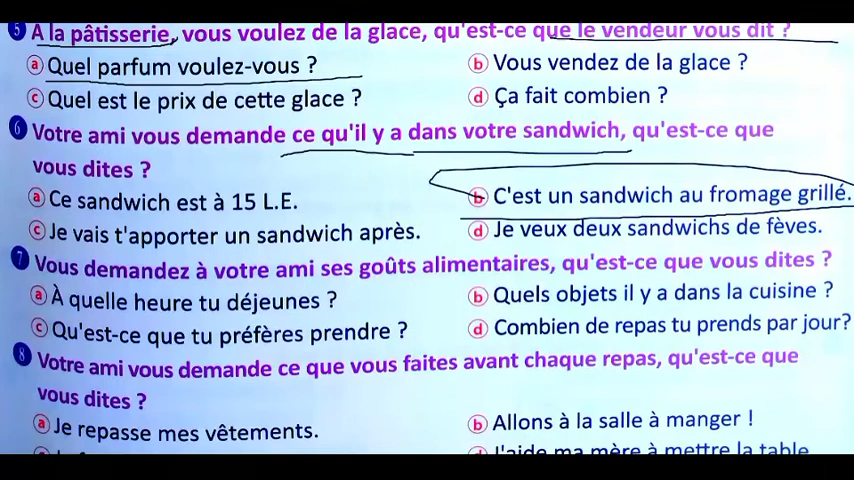 5 A la pâtisserie, vous voulez de la glace, qu'est-ce que le vendeur vous dit ?
a Quel parfum voulez-vous ?
b Vous vendez de la glace ?
c Quel est le prix de cette glace ?
d Ça fait combien ?
6 Votre ami vous demande ce qu'il y a dans votre sandwich, qu'est-ce que
vous dites ?
a Ce sandwich est à 15 L.E.
b C'est un sandwich au fromage grillé.
c Je vais t'apporter un sandwich après.
d Je veux deux sandwichs de fèves.
7 Vous demandez à votre ami ses goûts alimentaires, qu'est-ce que vous dites ?
a À quelle heure tu déjeunes ?
b Quels objets il y a dans la cuisine ?
c Qu'est-ce que tu préfères prendre ?
d Combien de repas tu prends par jour?
8 Votre ami vous demande ce que vous faites avant chaque repas, qu'est-ce que
vous dites ?
a Je repasse mes vêtements.
b Allons à la salle à manger !
d J'aide ma mère à mettre la table